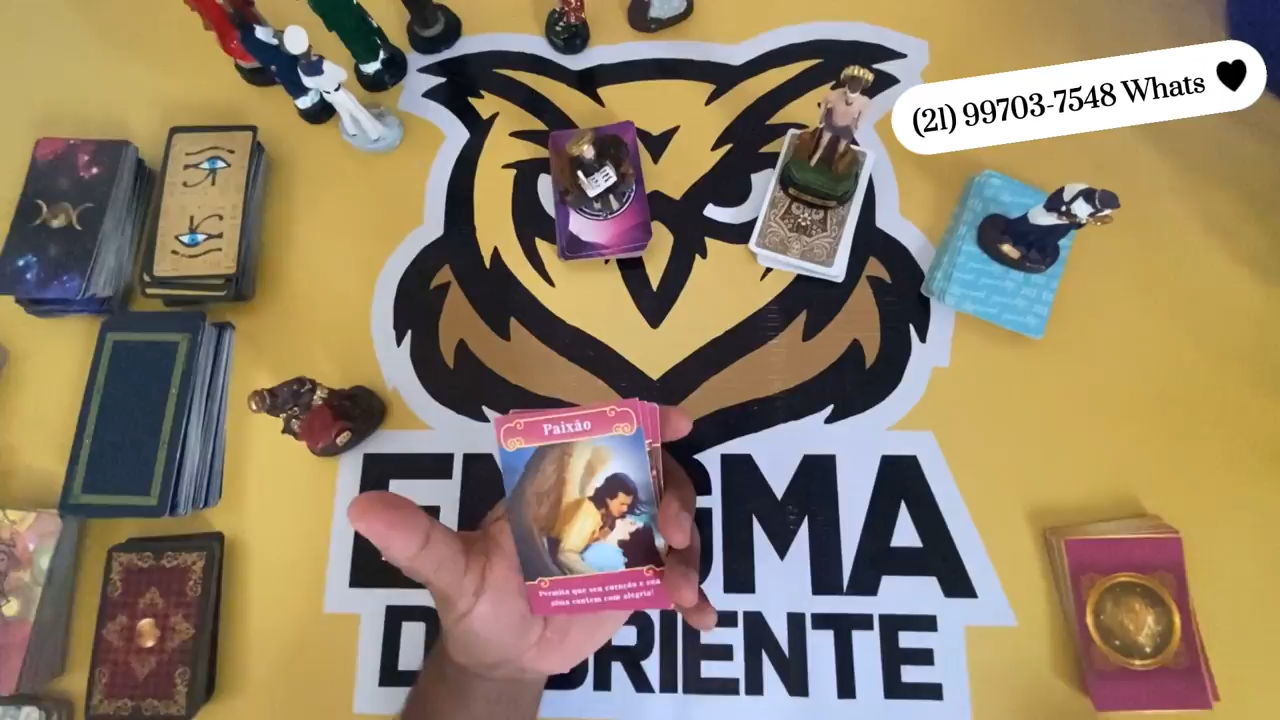 (21) 99703-7548 Whats
Paixão
Permita que seu coração e sua
alma cantem com alegria!
ENIGMA
DO ORIENTE